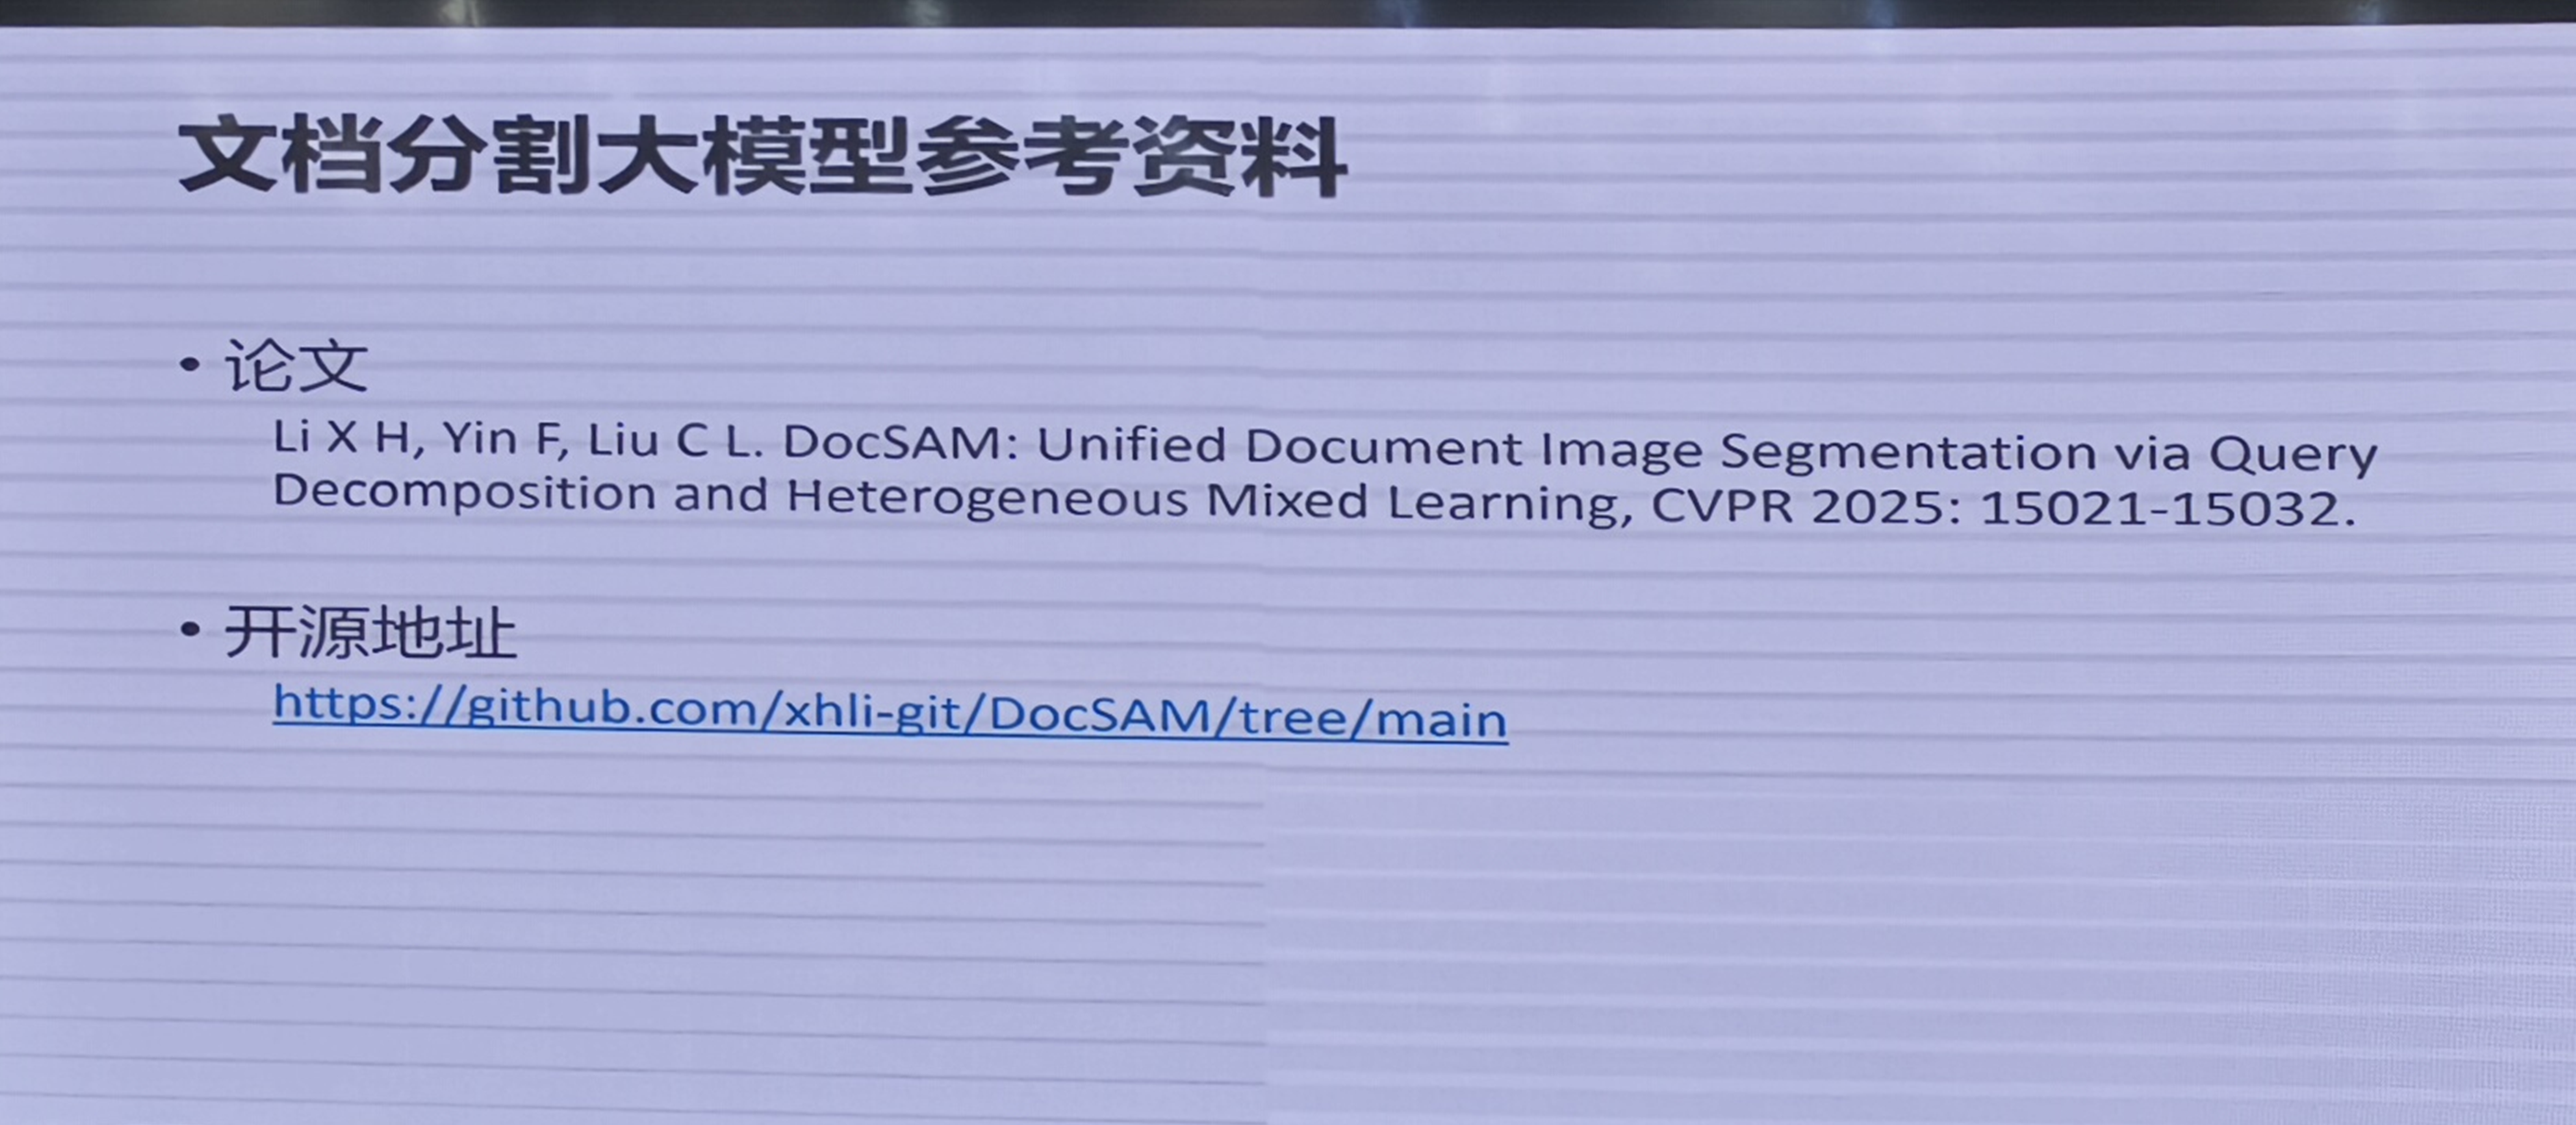 文档分割大模型参考资料
• 论文
Li X H, Yin F, Liu C L. DocSAM: Unified Document Image Segmentation via Query
Decomposition and Heterogeneous Mixed Learning, CVPR 2025: 15021-15032.
• 开源地址
https://github.com/xhli-git/DocSAM/tree/main